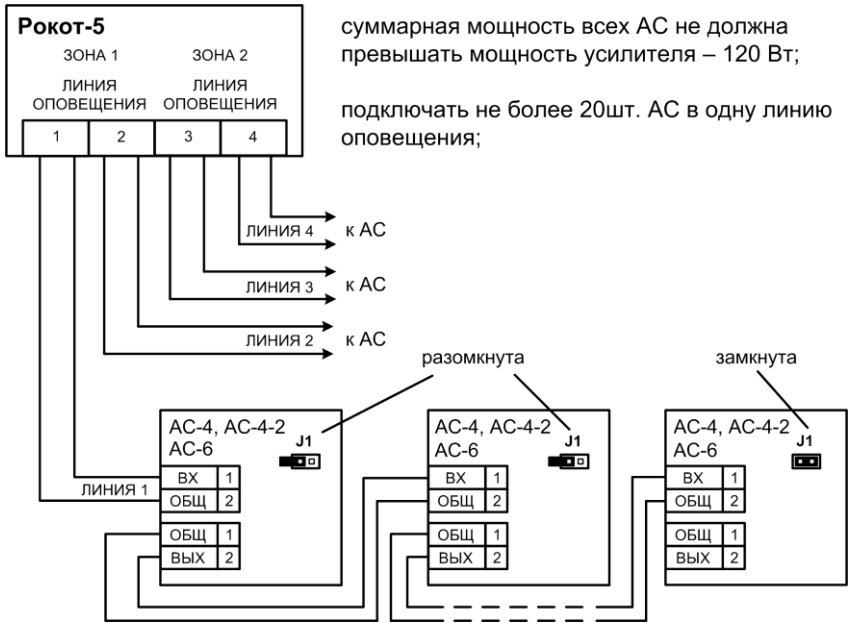 Рокот-5
ЗОНА 1 ЗОНА 2
ЛИНИЯ ОПОВЕЩЕНИЯ ЛИНИЯ ОПОВЕЩЕНИЯ
1 2 3 4
суммарная мощность всех АС не должна
превышать мощность усилителя – 120 Вт;
подключать не более 20шт. АС в одну линию
оповещения;
ЛИНИЯ 4 к АС
ЛИНИЯ 3 к АС
ЛИНИЯ 2 к АС
разомкнута замкнута
АС-4, АС-4-2
АС-6
J1
ВХ 1
ОБЩ 2
ОБЩ 1
ВЫХ 2
ЛИНИЯ 1
АС-4, АС-4-2
АС-6
J1
ВХ 1
ОБЩ 2
ОБЩ 1
ВЫХ 2
АС-4, АС-4-2
АС-6
J1
ВХ 1
ОБЩ 2
ОБЩ 1
ВЫХ 2